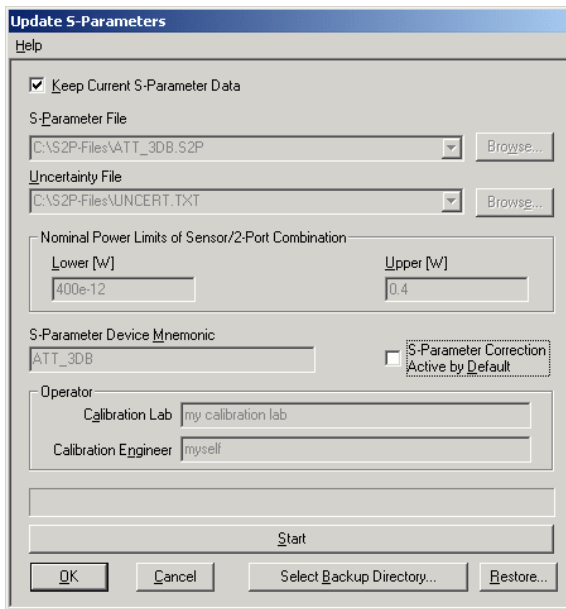 Update S-Parameters
Help
Keep Current S-Parameter Data
S-Parameter File
C:\S2P-Files\ATT_3DB.S2P
Browse...
Uncertainty File
C:\S2P-Files\UNCERT.TXT
Browse...
Nominal Power Limits of Sensor/2-Port Combination
Lower [W]
Upper [W]
400e-12
0.4
S-Parameter Device Mnemonic
ATT_3DB
S-Parameter Correction
Active by Default
Operator
Calibration Lab
my calibration lab
Calibration Engineer
myself
Start
OK
Cancel
Select Backup Directory...
Restore...